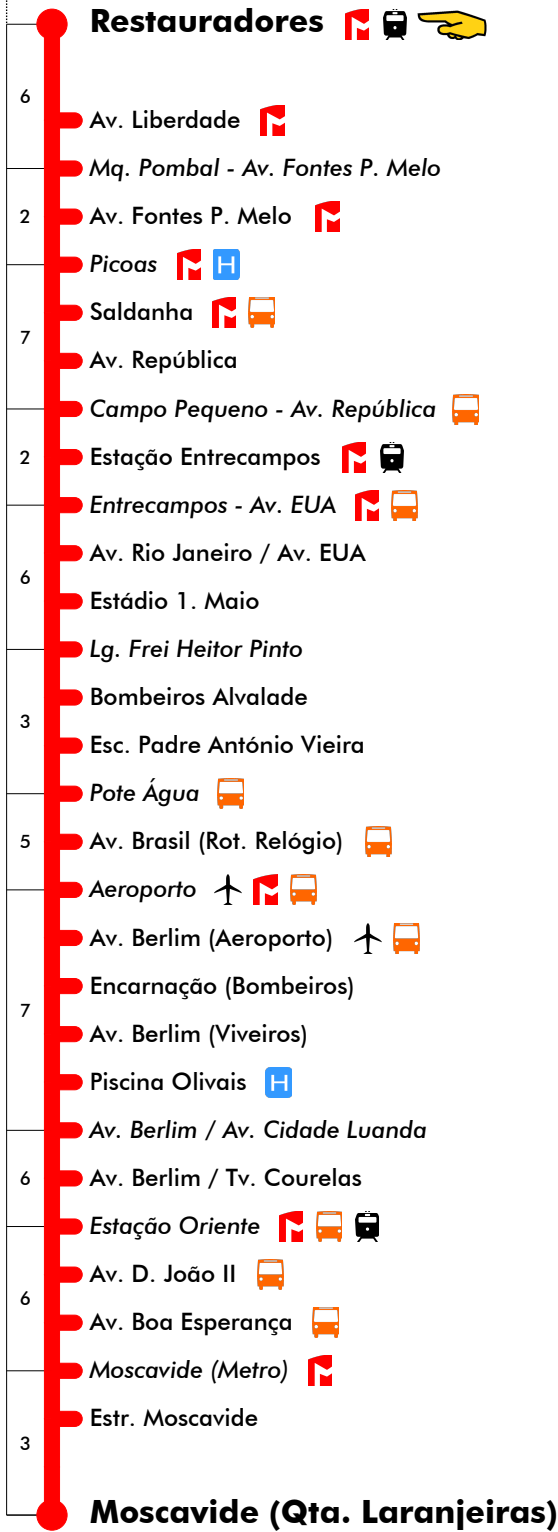 Restauradores
6
Av. Liberdade
Mq. Pombal - Av. Fontes P. Melo
2
Av. Fontes P. Melo
Picoas H
Saldanha
7
Av. República
Campo Pequeno - Av. República
2
Estação Entrecampos
Entrecampos - Av. EUA
Av. Rio Janeiro / Av. EUA
6
Estádio 1. Maio
Lg. Frei Heitor Pinto
Bombeiros Alvalade
3
Esc. Padre António Vieira
Pote Água
5
Av. Brasil (Rot. Relógio)
Aeroporto
Av. Berlim (Aeroporto)
Encarnação (Bombeiros)
7
Av. Berlim (Viveiros)
Piscina Olivais H
Av. Berlim / Av. Cidade Luanda
6
Av. Berlim / Tv. Courelas
Estação Oriente
Av. D. João II
6
Av. Boa Esperança
Moscavide (Metro)
Estr. Moscavide
3
Moscavide (Qta. Laranjeiras)